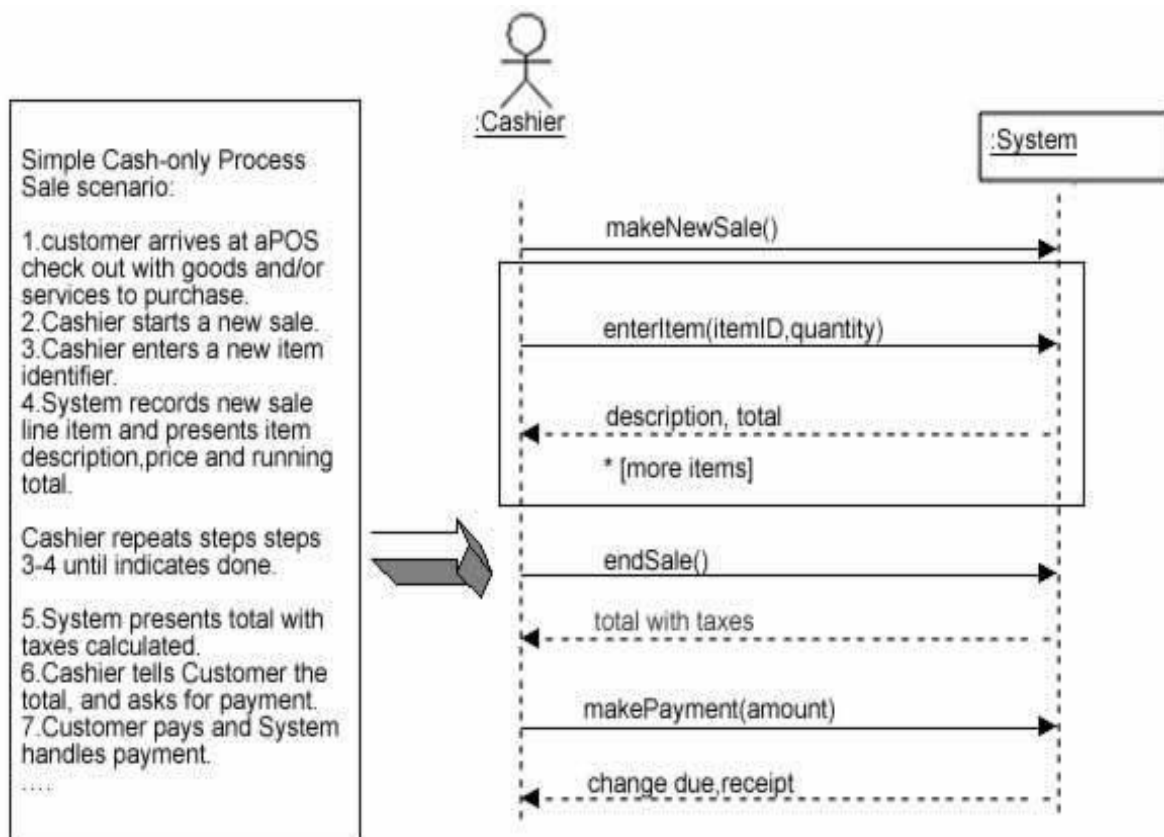 Simple Cash-only Process
Sale scenario:
1.customer arrives at aPOS
check out with goods and/or
services to purchase.
2.Cashier starts a new sale.
3.Cashier enters a new item
identifier.
4.System records new sale
line item and presents item
description,price and running
total.
Cashier repeats steps steps
3-4 until indicates done.
5.System presents total with
taxes calculated.
6.Cashier tells Customer the
total, and asks for payment.
7.Customer pays and System
handles payment.
....
:Cashier
:System
makeNewSale()
enterItem(itemID,quantity)
description, total
* [more items]
endSale()
total with taxes
makePayment(amount)
change due,receipt